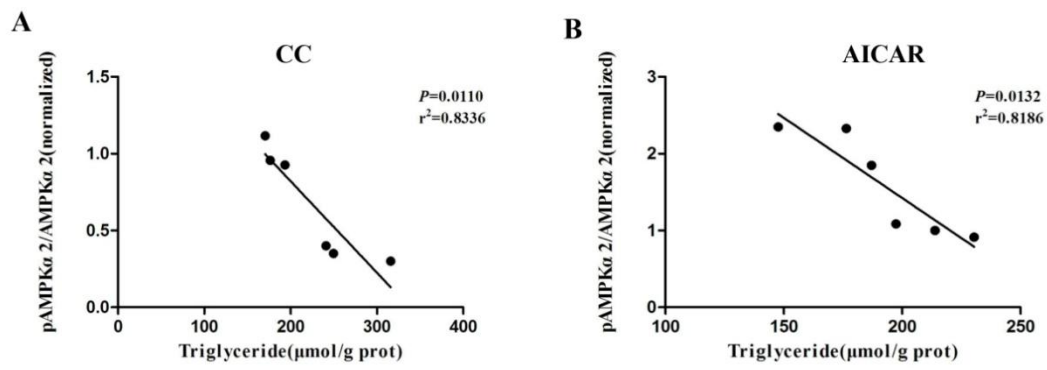 A
CC
pAMPKα 2/AMPKα 2(normalized)
1.5
1.0
0.5
0.0
P=0.0110
r²=0.8336
0 100 200 300 400
Triglyceride(μmol/g prot)
B
AICAR
pAMPKα 2/AMPKα 2(normalized)
3
2
1
0
P=0.0132
r²=0.8186
100 150 200 250
Triglyceride(μmol/g prot)